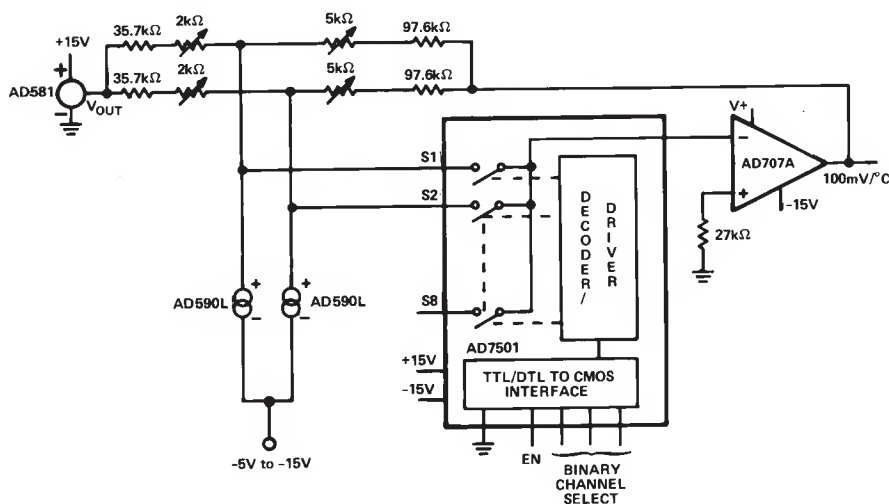 +15V
+
AD581
–
VOUT
35.7kΩ
2kΩ
5kΩ
97.6kΩ
35.7kΩ
2kΩ
5kΩ
97.6kΩ
S1
S2
S8
DECODER/
DRIVER
AD7501
TTL/DTL TO CMOS
INTERFACE
+15V
–15V
EN
BINARY
CHANNEL
SELECT
AD590L
+
–
+
–
AD590L
–5V to –15V
V+
–
AD707A
+
–15V
100mV/°C
27kΩ